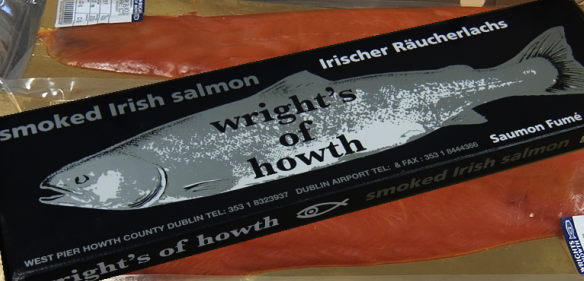 smoked Irish salmon
Irischer Räucherlachs
wright's
of
howth
Saumon Fumé
WEST PIER HOWTH COUNTY DUBLIN TEL: 353 1 8323937 DUBLIN AIRPORT TEL: & FAX : 353 1 8444366
wright's of howth
smoked Irish salmon